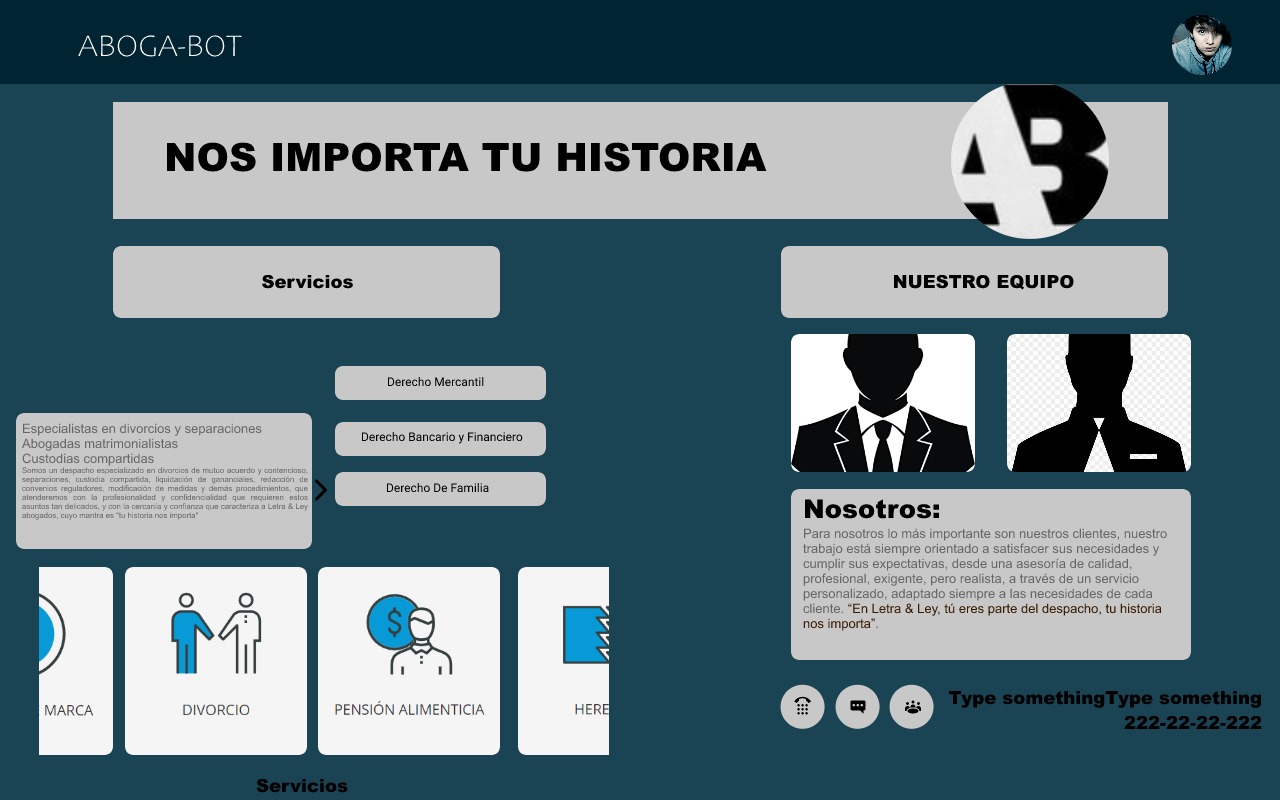 ABOGA-BOT
NOS IMPORTA TU HISTORIA
AB
Servicios
NUESTRO EQUIPO
Derecho Mercantil
Derecho Bancario y Financiero
Derecho De Familia
Especialistas en divorcios y separaciones
Abogadas matrimonialistas
Custodias compartidas
Somos un despacho especializado en divorcios de mutuo acuerdo y contencioso,
separaciones, custodia compartida, liquidación de gananciales, redacción de
convenios reguladores, modificación de medidas y demás procedimientos, que
atenderemos con la profesionalidad y confidencialidad que requieren estos
asuntos tan delicados, y con la cercanía y confianza que caracteriza a Letra & Ley
abogados, cuyo mantra es "tu historia nos importa"
Nosotros:
Para nosotros lo más importante son nuestros clientes, nuestro
trabajo está siempre orientado a satisfacer sus necesidades y
cumplir sus expectativas, desde una asesoría de calidad,
profesional, exigente, pero realista, a través de un servicio
personalizado, adaptado siempre a las necesidades de cada
cliente. “En Letra & Ley, tú eres parte del despacho, tu historia
nos importa”.
MARCA
DIVORCIO
$
PENSIÓN ALIMENTICIA
HERE
Type somethingType something
222-22-22-222
Servicios